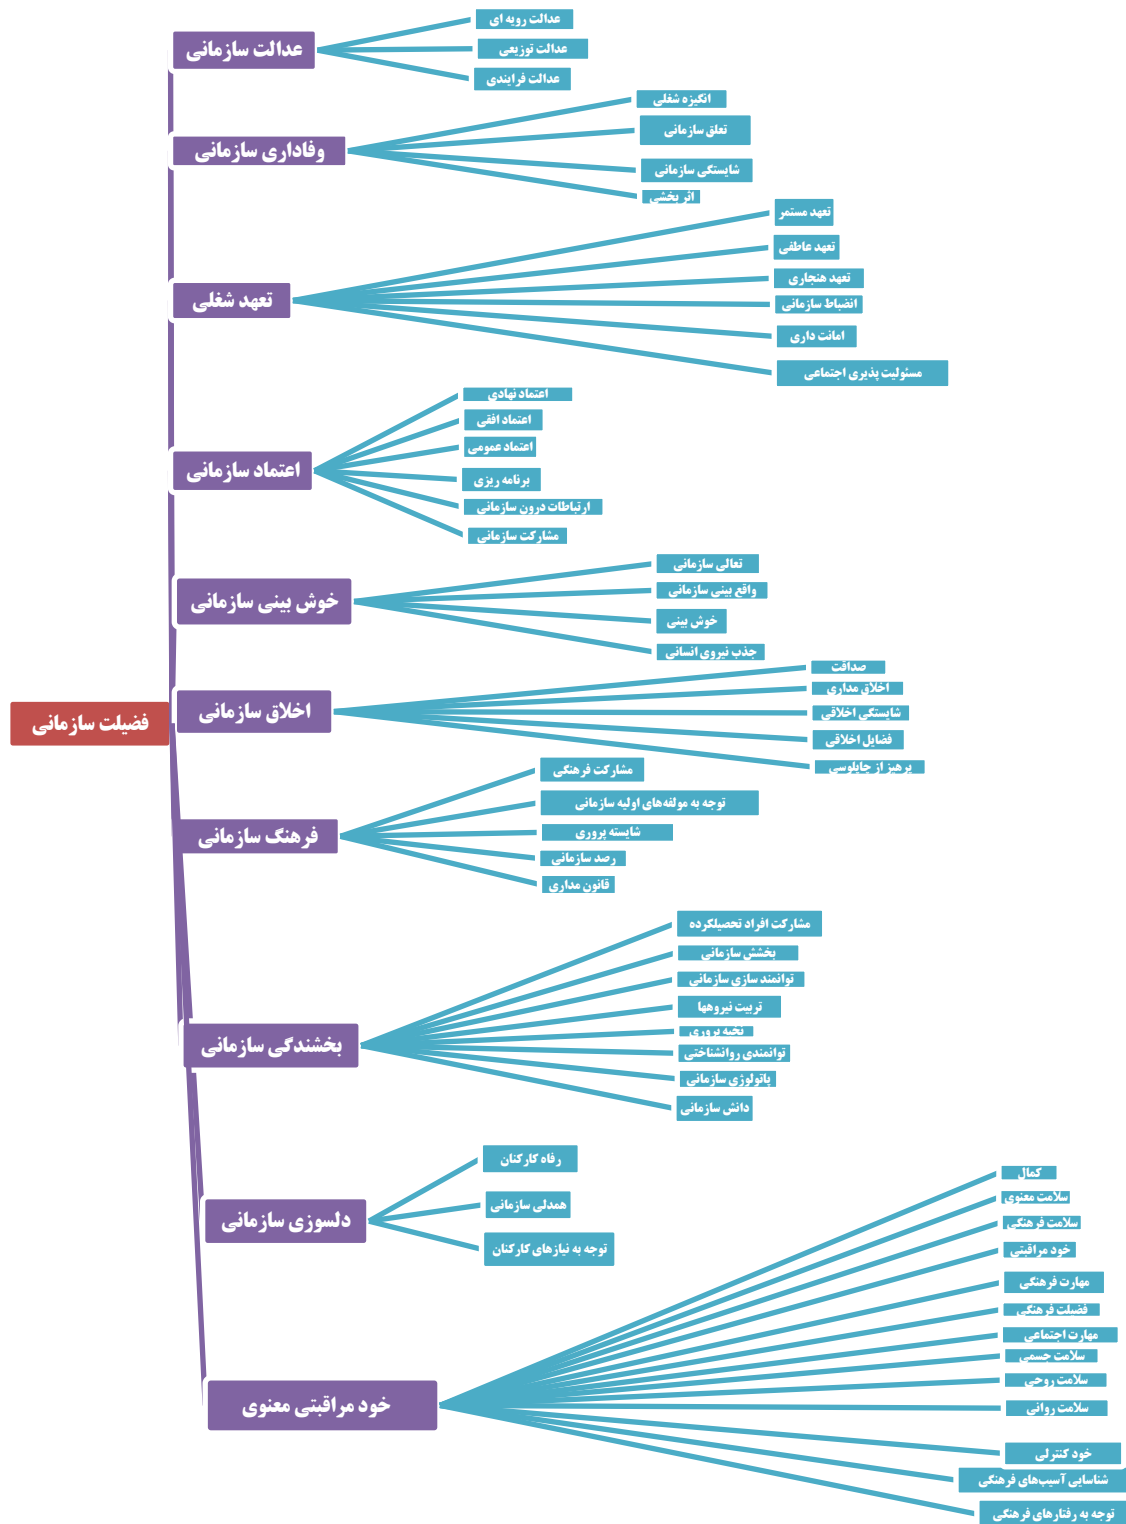 فضیلت سازمانی
عدالت سازمانی
عدالت رویه ای
عدالت توزیعی
عدالت فرایندی
وفاداری سازمانی
انگیزه شغلی
تعلق سازمانی
شایستگی سازمانی
اثر بخشی
تعهد شغلی
تعهد مستمر
تعهد عاطفی
تعهد هنجاری
انضباط سازمانی
امانت داری
مسئولیت پذیری اجتماعی
اعتماد سازمانی
اعتماد نهادی
اعتماد افقی
اعتماد عمومی
برنامه ریزی
ارتباطات درون سازمانی
مشارکت سازمانی
خوش بینی سازمانی
تعالی سازمانی
واقع بینی سازمانی
خوش بینی
جذب نیروی انسانی
اخلاق سازمانی
صداقت
اخلاق مداری
شایستگی اخلاقی
فضایل اخلاقی
پرهیز از چاپلوسی
فرهنگ سازمانی
مشارکت فرهنگی
توجه به مولفه‌های اولیه سازمانی
شایسته پروری
رصد سازمانی
قانون مداری
بخشندگی سازمانی
مشارکت افراد تحصیلکرده
بخشش سازمانی
توانمند سازی سازمانی
تربیت نیروها
نخبه پروری
توانمندی روانشناختی
پاتولوژی سازمانی
دانش سازمانی
دلسوزی سازمانی
رفاه کارکنان
همدلی سازمانی
توجه به نیازهای کارکنان
خود مراقبتی معنوی
کمال
سلامت معنوی
سلامت فرهنگی
خود مراقبتی
مهارت فرهنگی
فضیلت فرهنگی
مهارت اجتماعی
سلامت جسمی
سلامت روحی
سلامت روانی
خود کنترلی
شناسایی آسیب‌های فرهنگی
توجه به رفتارهای فرهنگی